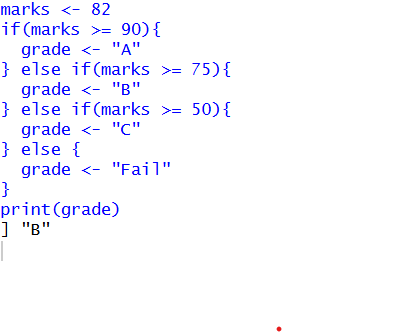 marks <- 82
if(marks >= 90){
  grade <- "A"
} else if(marks >= 75){
  grade <- "B"
} else if(marks >= 50){
  grade <- "C"
} else {
  grade <- "Fail"
}
print(grade)
] "B"